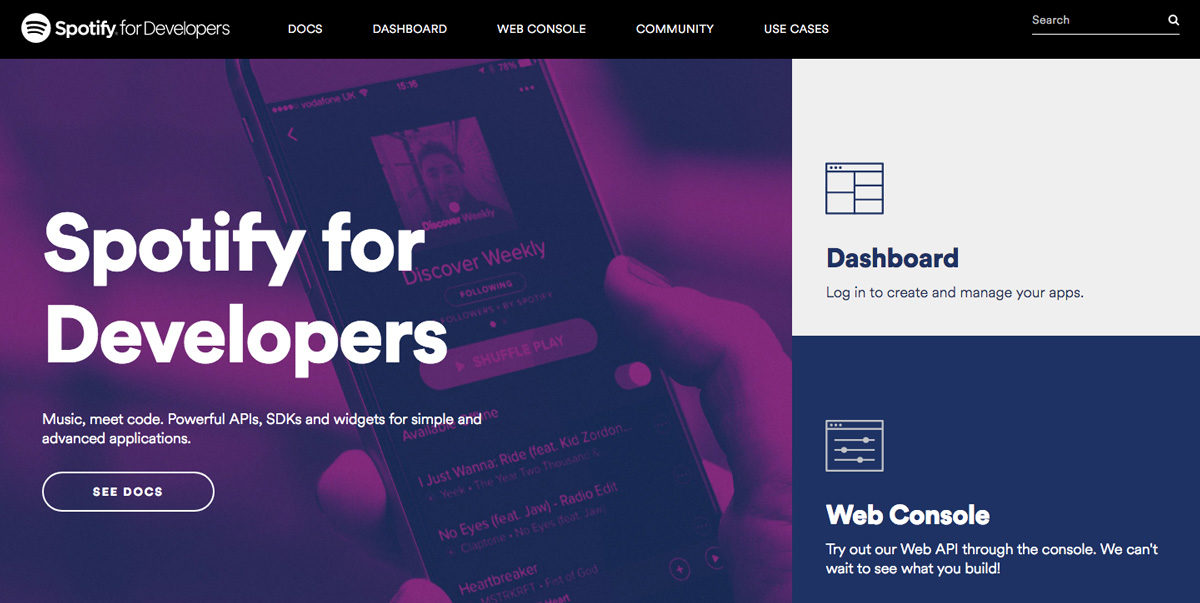 Spotify for Developers
DOCS
DASHBOARD
WEB CONSOLE
COMMUNITY
USE CASES
Search
vodafone UK
15:16
78%
Discover Weekly
Discover Weekly
FOLLOWING
FOLLOWERS • BY SPOTIFY
SHUFFLE PLAY
Available Offline
I Just Wanna: Ride (feat. Kid Zordon...
Yeek • The Year Two Thousand &
No Eyes (feat. Jaw) - Radio Edit
Claptone • No Eyes (feat. Jaw)
Heartbreaker
MSTRKRFT • Fist of God
Heart
Spotify for
Developers
Music, meet code. Powerful APIs, SDKs and widgets for simple and
advanced applications.
SEE DOCS
Dashboard
Log in to create and manage your apps.
Web Console
Try out our Web API through the console. We can't
wait to see what you build!